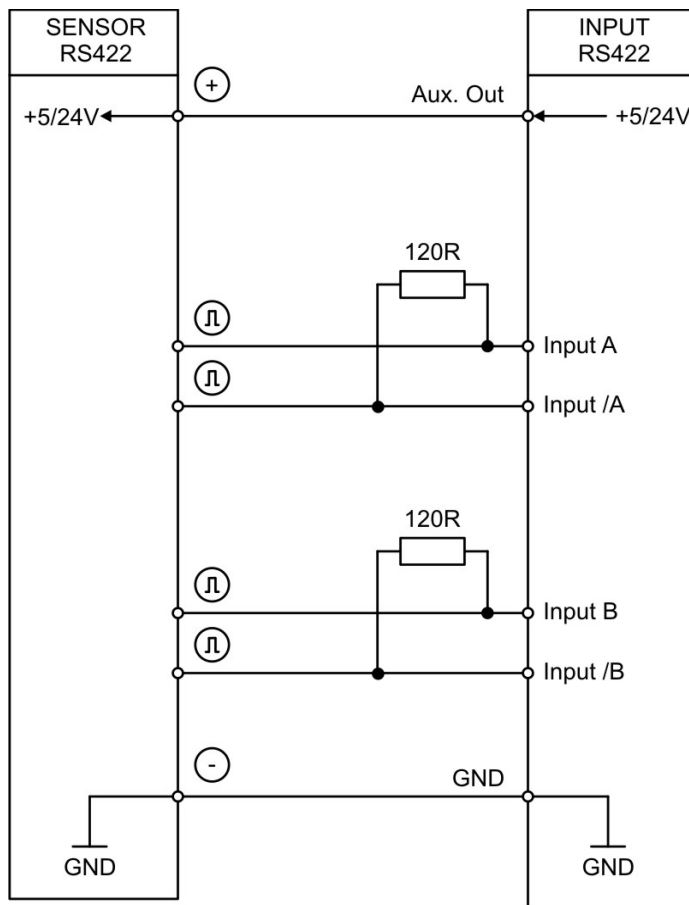 SENSOR
RS422
INPUT
RS422
+
Aux. Out
+5/24V
+5/24V
120R
Input A
Input /A
120R
Input B
Input /B
-
GND
GND
GND